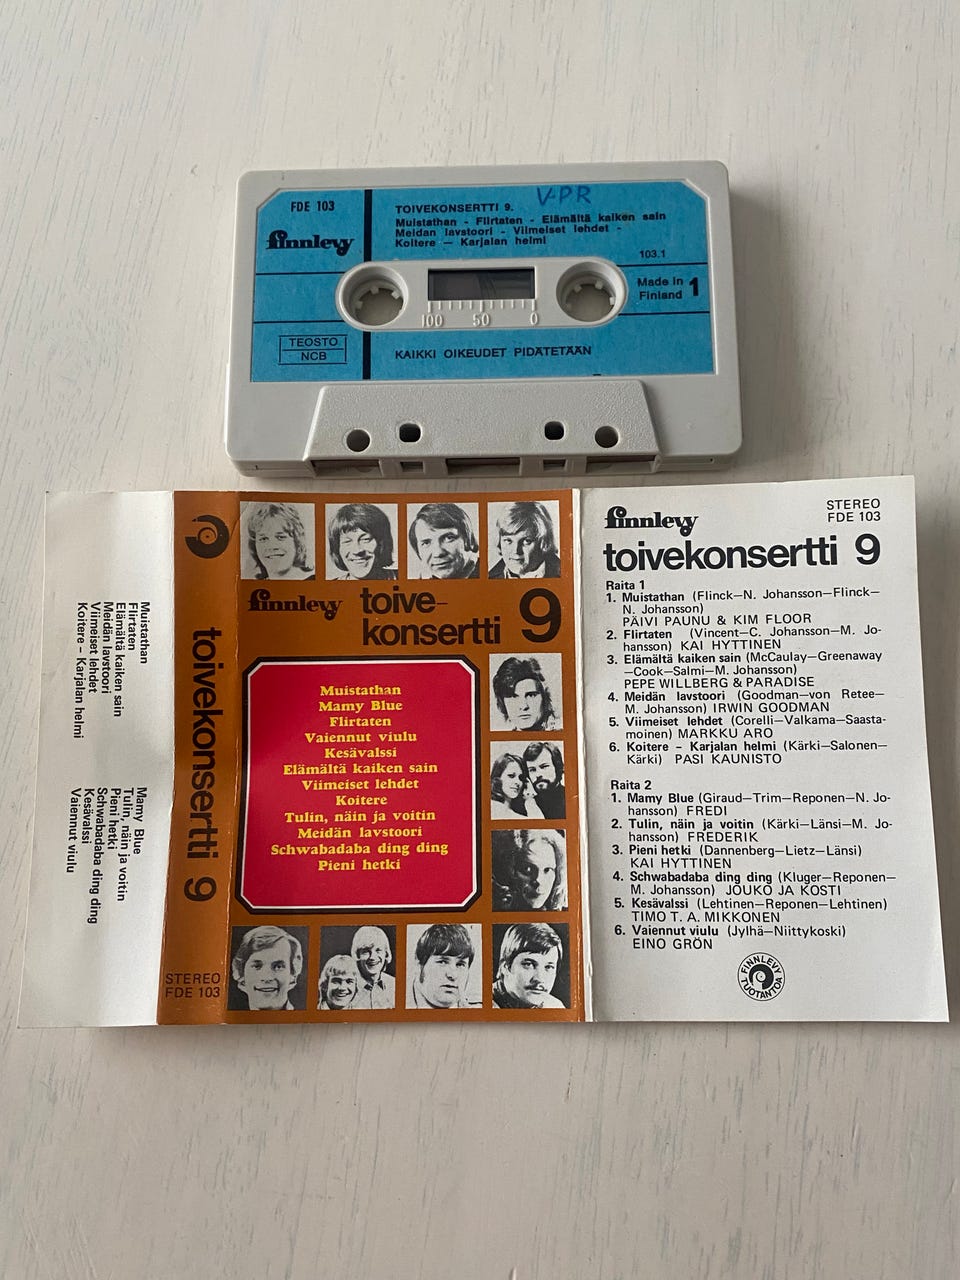 FDE 103
finnlevy
V-PR
TOIVEKONSERTTI 9.
Muistathan - Flirtaten - Elämältä kaiken sain
Meidan lavstoori - Viimeiset lehdet -
Koitere — Karjalan helmi
103.1
Made in
Finland
1
100 50 0
TEOSTO
NCB
KAIKKI OIKEUDET PIDÄTETÄÄN
Muistathan
Flirtaten
Elämältä kaiken sain
Meidän lavstoori
Viimeiset lehdet
Koitere – Karjalan helmi
Mamy Blue
Tulin, näin ja voitin
Pieni hetki
Schwabadaba ding ding
Kesävalssi
Vaiennut viulu
toivekonsertti 9
STEREO
FDE 103
finnlevy
toive-
konsertti
9
Muistathan
Mamy Blue
Flirtaten
Vaiennut viulu
Kesävalssi
Elämältä kaiken sain
Viimeiset lehdet
Koitere
Tulin, näin ja voitin
Meidän lavstoori
Schwabadaba ding ding
Pieni hetki
finnlevy
STEREO
FDE 103
toivekonsertti 9
Raita 1
1. Muistathan (Flinck—N. Johansson—Flinck—
N. Johansson)
PÄIVI PAUNU & KIM FLOOR
2. Flirtaten (Vincent—C. Johansson—M. Jo-
hansson) KAI HYTTINEN
3. Elämältä kaiken sain (McCaulay—Greenaway
—Cook—Salmi—M. Johansson)
PEPE WILLBERG & PARADISE
4. Meidän lavstoori (Goodman—von Retee—
M. Johansson) IRWIN GOODMAN
5. Viimeiset lehdet (Corelli—Valkama—Saasta-
moinen) MARKKU ARO
6. Koitere – Karjalan helmi (Kärki—Salonen—
Kärki) PASI KAUNISTO
Raita 2
1. Mamy Blue (Giraud—Trim—Reponen—N. Jo-
hansson) FREDI
2. Tulin, näin ja voitin (Kärki—Länsi—M. Jo-
hansson) FREDERIK
3. Pieni hetki (Dannenberg—Lietz—Länsi)
KAI HYTTINEN
4. Schwabadaba ding ding (Kluger—Reponen—
M. Johansson) JOUKO JA KOSTI
5. Kesävalssi (Lehtinen—Reponen—Lehtinen)
TIMO T. A. MIKKONEN
6. Vaiennut viulu (Jylhä—Niittykoski)
EINO GRÖN
FINNLEVY
TUOTANTOA